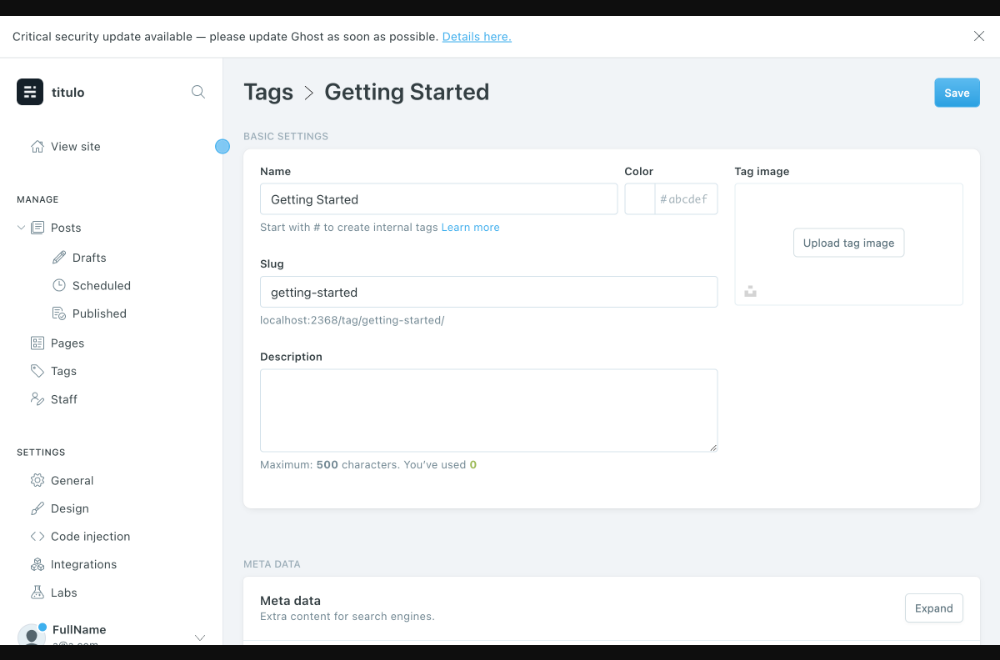 Critical security update available — please update Ghost as soon as possible. Details here.
titulo
View site
MANAGE
Posts
Drafts
Scheduled
Published
Pages
Tags
Staff
SETTINGS
General
Design
Code injection
Integrations
Labs
FullName
Tags > Getting Started
Save
BASIC SETTINGS
Name
Getting Started
Start with # to create internal tags Learn more
Color
#abcdef
Tag image
Upload tag image
Slug
getting-started
localhost:2368/tag/getting-started/
Description
Maximum: 500 characters. You've used 0
META DATA
Meta data
Extra content for search engines.
Expand